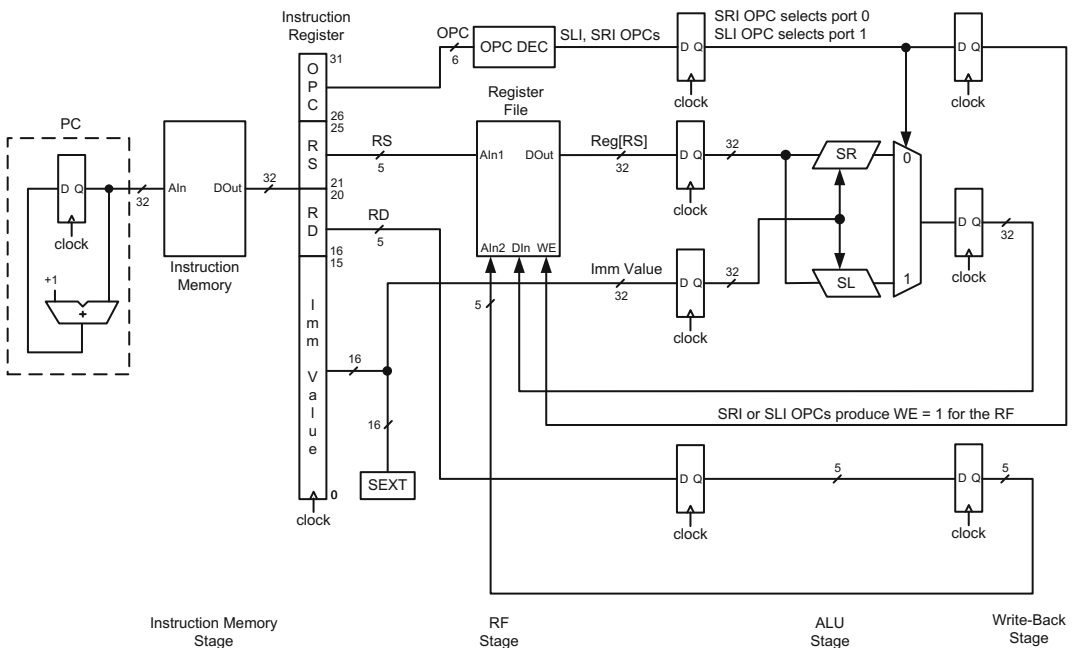 Instruction
Register
SRI OPC selects port 0
SLI OPC selects port 1
OPC
6
OPC DEC
SLI, SRI OPCs
D Q
D Q
clock
clock
31
O
P
C
26
25
R
S
21
20
R
D
16
15
I
m
m
V
a
l
u
e
0
clock
PC
D Q
clock
+1
+
32
AIn
DOut
Instruction
Memory
32
RS
5
RD
5
Register
File
AIn1
DOut
AIn2
DIn
WE
Reg[RS]
32
D Q
clock
32
SR
0
SL
1
D Q
clock
32
Imm Value
32
D Q
clock
32
5
16
16
SEXT
SRI or SLI OPCs produce WE = 1 for the RF
D Q
clock
5
D Q
clock
5
Instruction Memory
Stage
RF
Stage
ALU
Stage
Write-Back
Stage